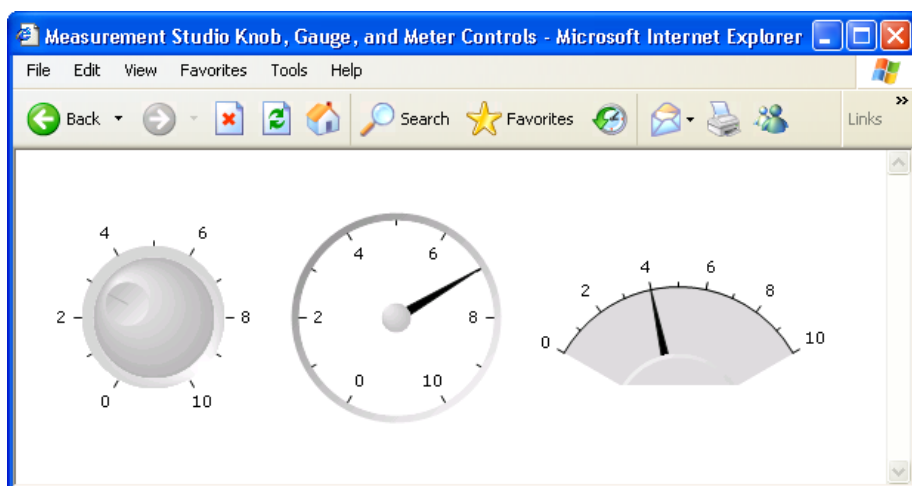 Measurement Studio Knob, Gauge, and Meter Controls - Microsoft Internet Explorer
File Edit View Favorites Tools Help
Back Search Favorites Links
0 2 4 6 8 10
0 2 4 6 8 10
0 2 4 6 8 10